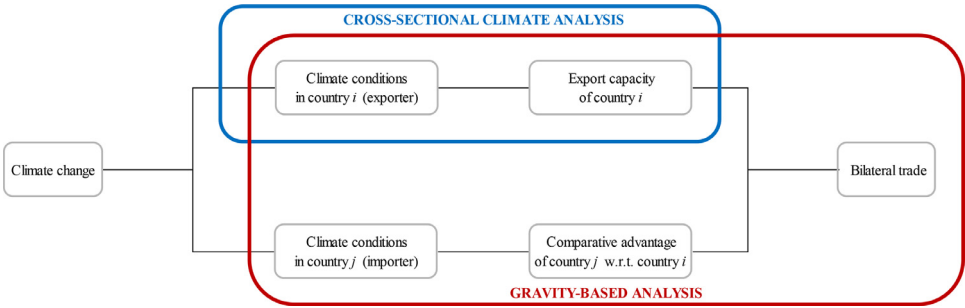 CROSS-SECTIONAL CLIMATE ANALYSIS
Climate conditions
in country i (exporter)
Export capacity
of country i
Climate change
Bilateral trade
Climate conditions
in country j (importer)
Comparative advantage
of country j w.r.t. country i
GRAVITY-BASED ANALYSIS